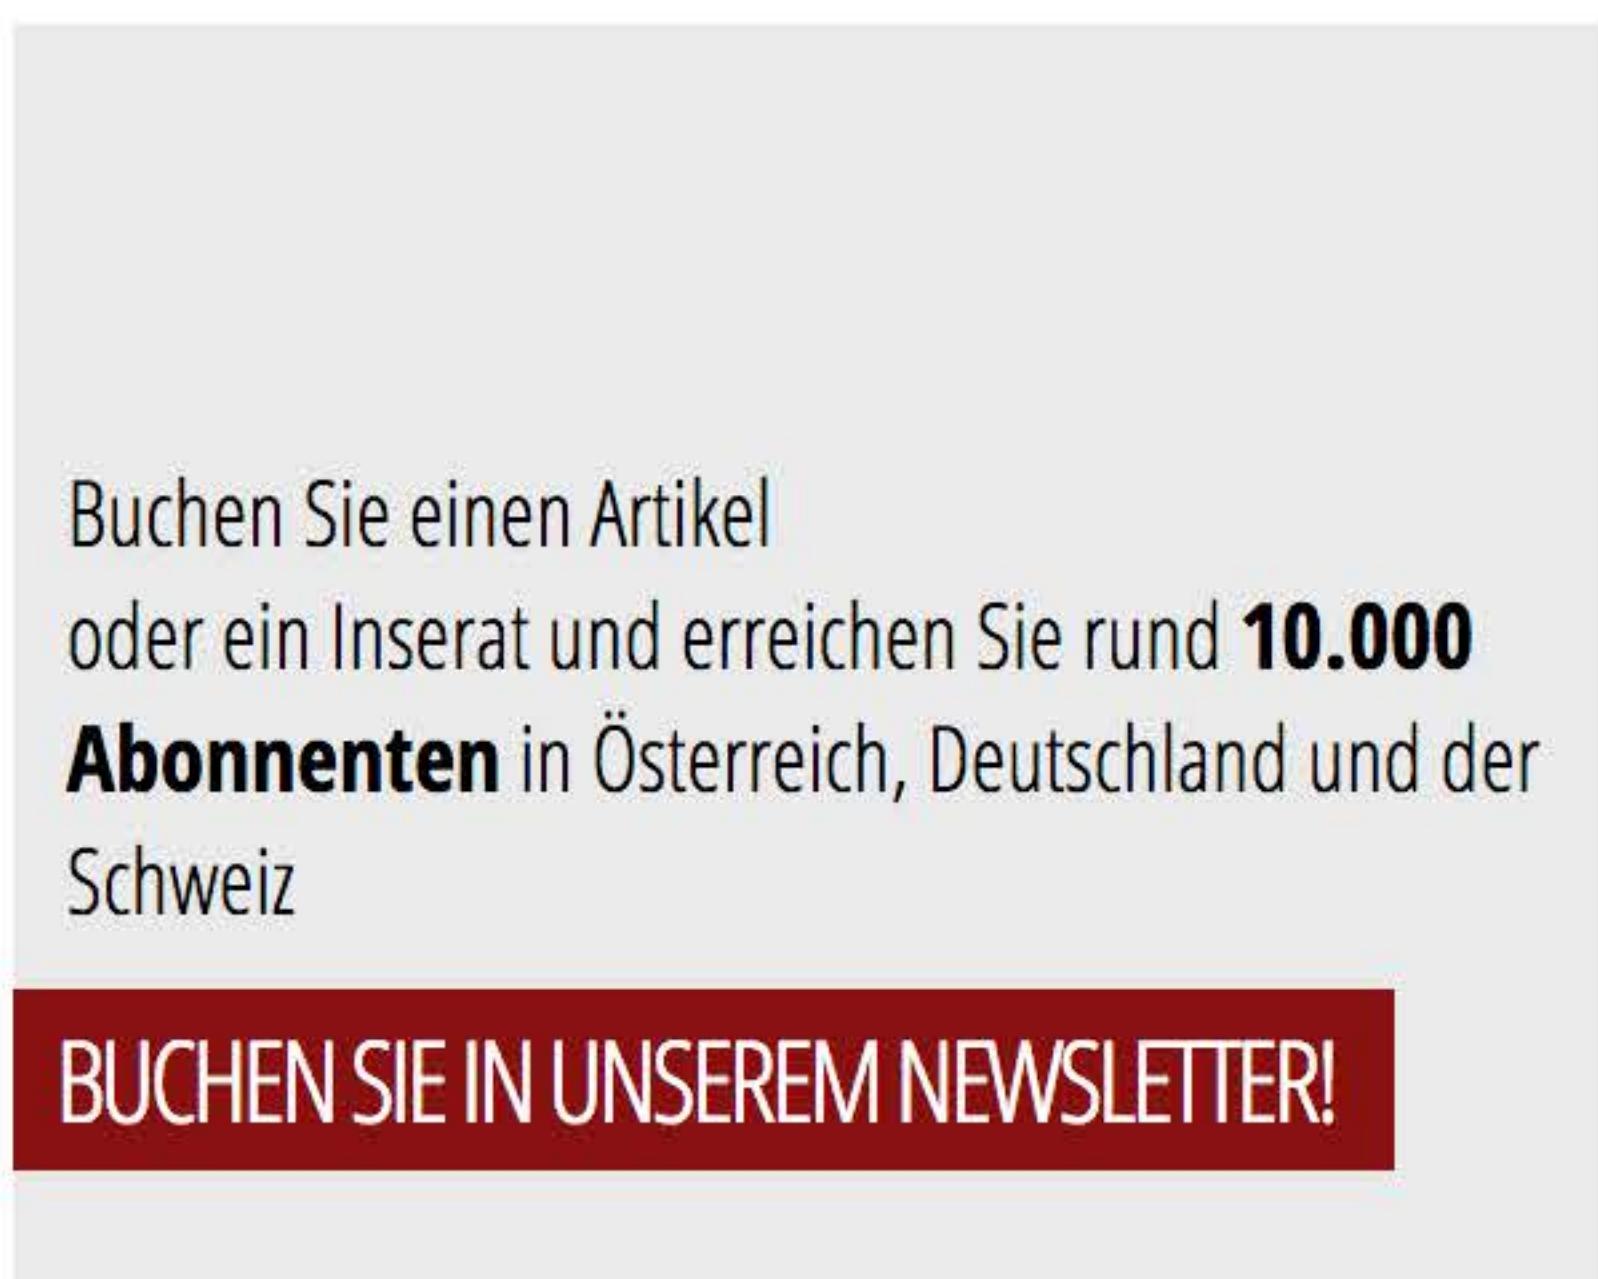 Buchen Sie einen Artikel
oder ein Inserat und erreichen Sie rund 10.000
Abonnenten in Österreich, Deutschland und der
Schweiz
BUCHEN SIE IN UNSEREM NEWSLETTER!